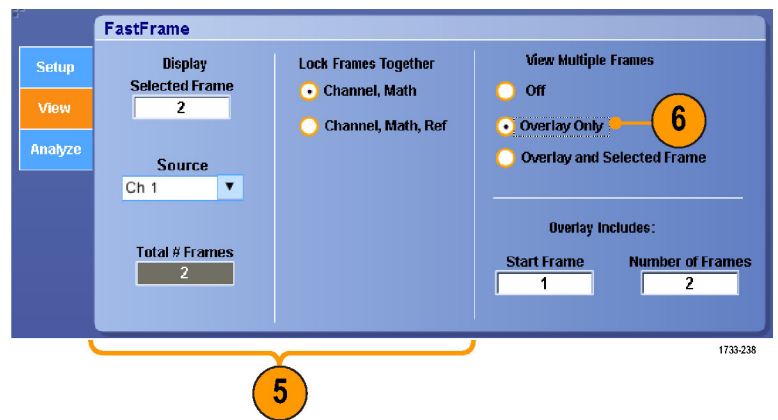 FastFrame
Setup
View
Analyze
Display
Selected Frame
2
Source
Ch 1
Total # Frames
2
Lock Frames Together
Channel, Math
Channel, Math, Ref
View Multiple Frames
Off
Overlay Only
6
Overlay and Selected Frame
Overlay Includes:
Start Frame
1
Number of Frames
2
1733-238
5